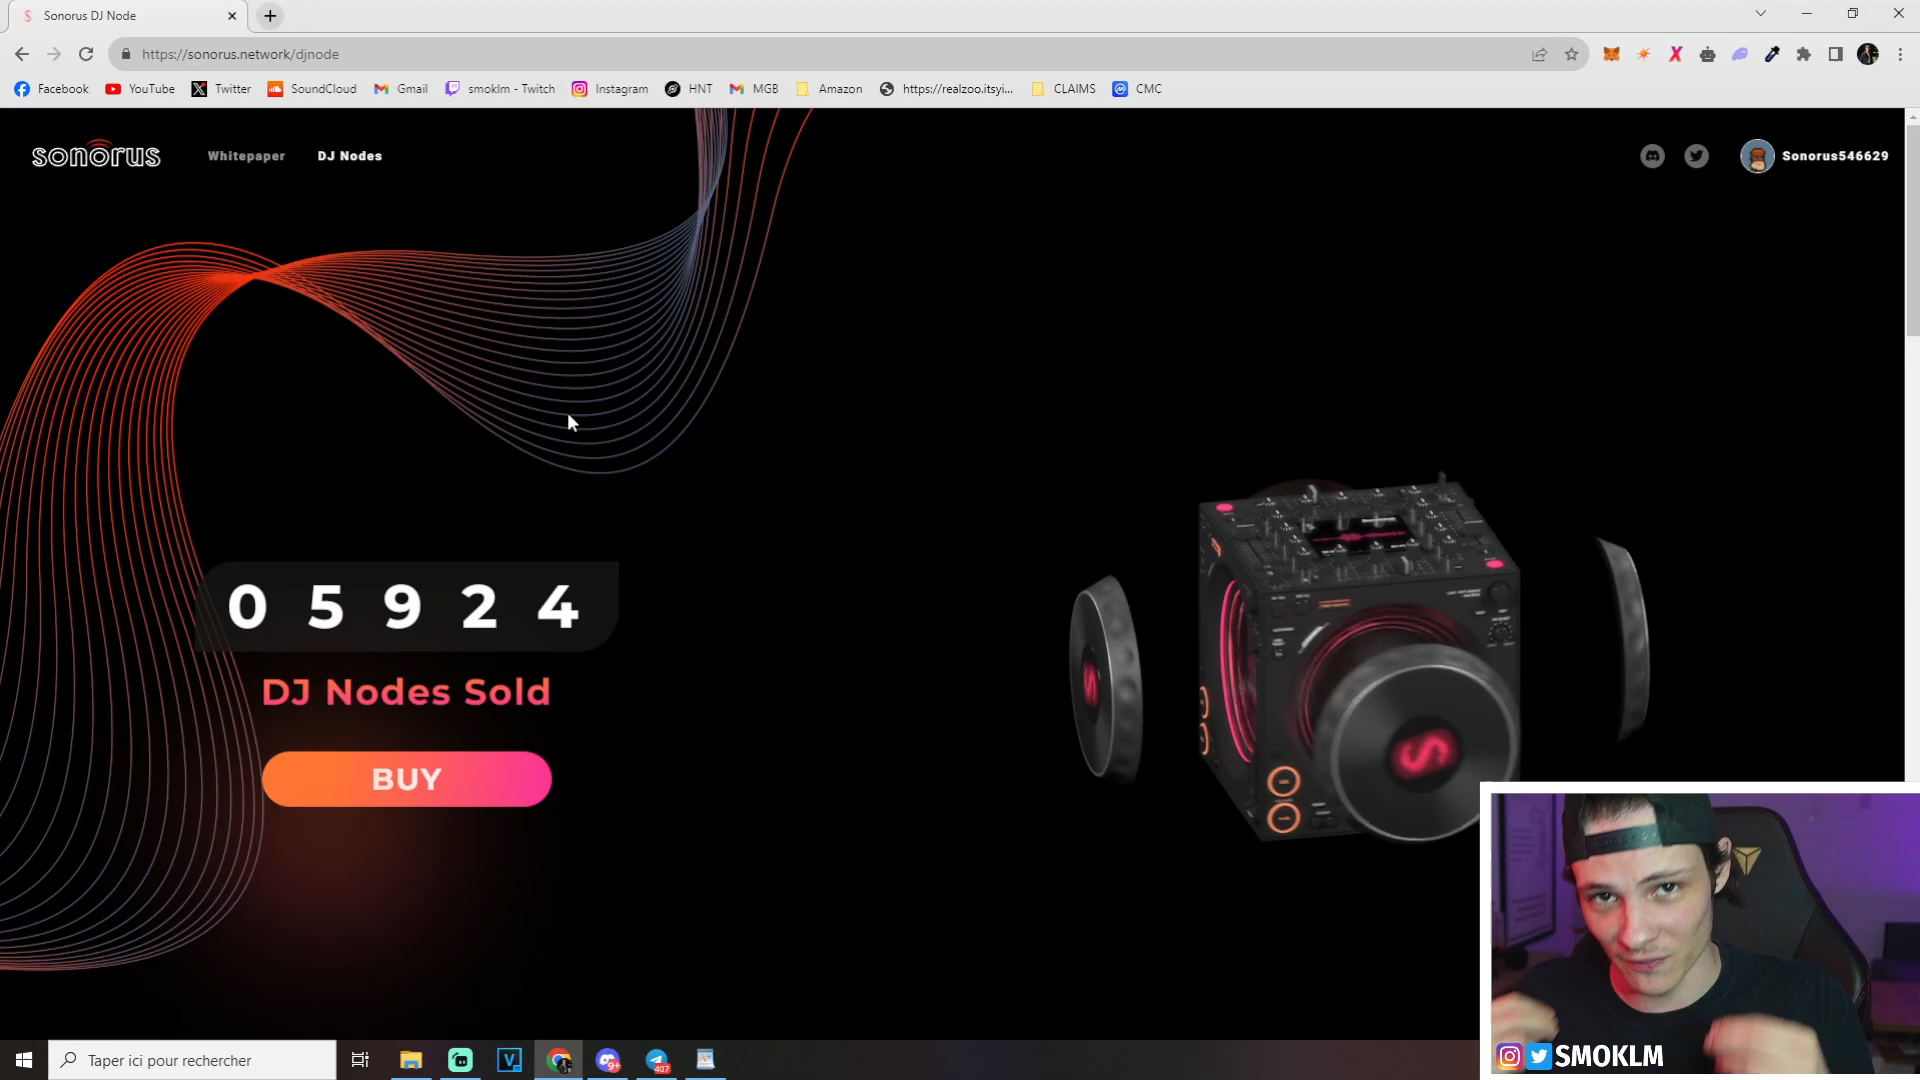 Sonorus DJ Node
https://sonorus.network/djnode
Facebook YouTube Twitter SoundCloud Gmail smoklm - Twitch Instagram HNT MGB Amazon https://realzoo.itsyi... CLAIMS CMC
sonorus Whitepaper DJ Nodes Sonorus546629
0 5 9 2 4
DJ Nodes Sold
BUY
S
SMOKLM
Taper ici pour rechercher
9+
407